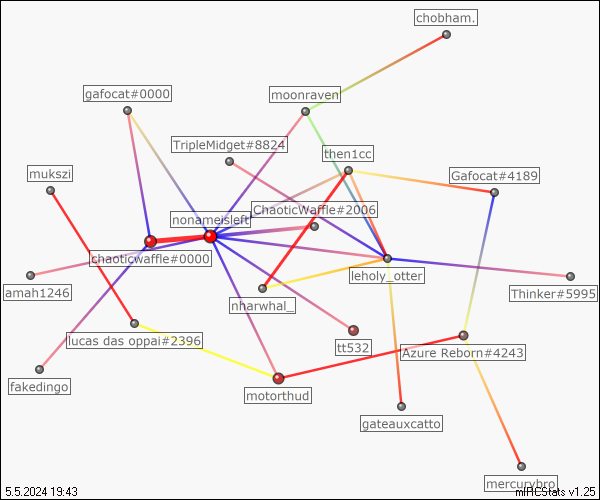 chobham.
gafocat#0000
moonraven
TripleMidget#8824
then1cc
mukszi
Gafocat#4189
ChaoticWaffle#2006
nonameisleft
chaoticwaffle#0000
leholy_otter
amah1246
Thinker#5995
nharwhal_
lucas das oppai#2396
tt532
Azure Reborn#4243
fakedingo
motorthud
gateauxcatto
mercurybro
5.5.2024 19:43
mIRCStats v1.25